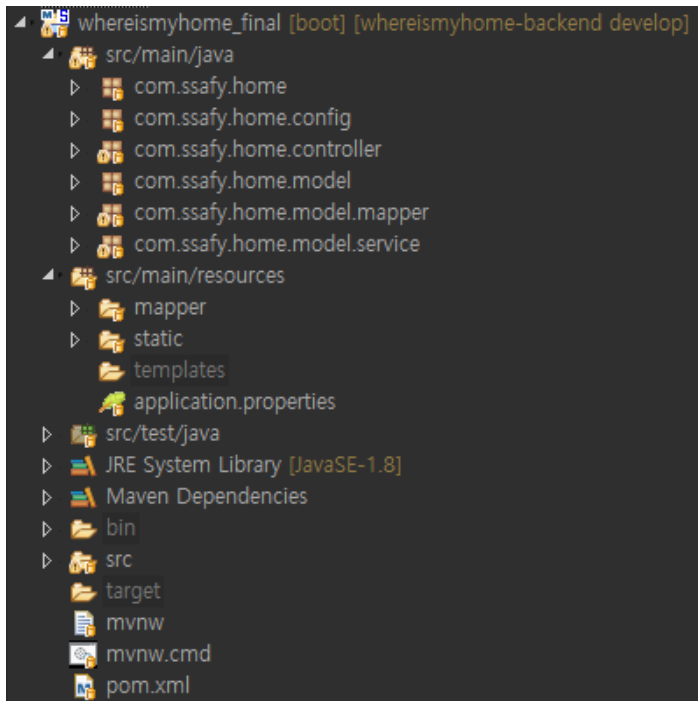 whereismyhome_final [boot] [whereismyhome-backend develop]
src/main/java
com.ssafy.home
com.ssafy.home.config
com.ssafy.home.controller
com.ssafy.home.model
com.ssafy.home.model.mapper
com.ssafy.home.model.service
src/main/resources
mapper
static
templates
application.properties
src/test/java
JRE System Library [JavaSE-1.8]
Maven Dependencies
bin
src
target
mvnw
mvnw.cmd
pom.xml